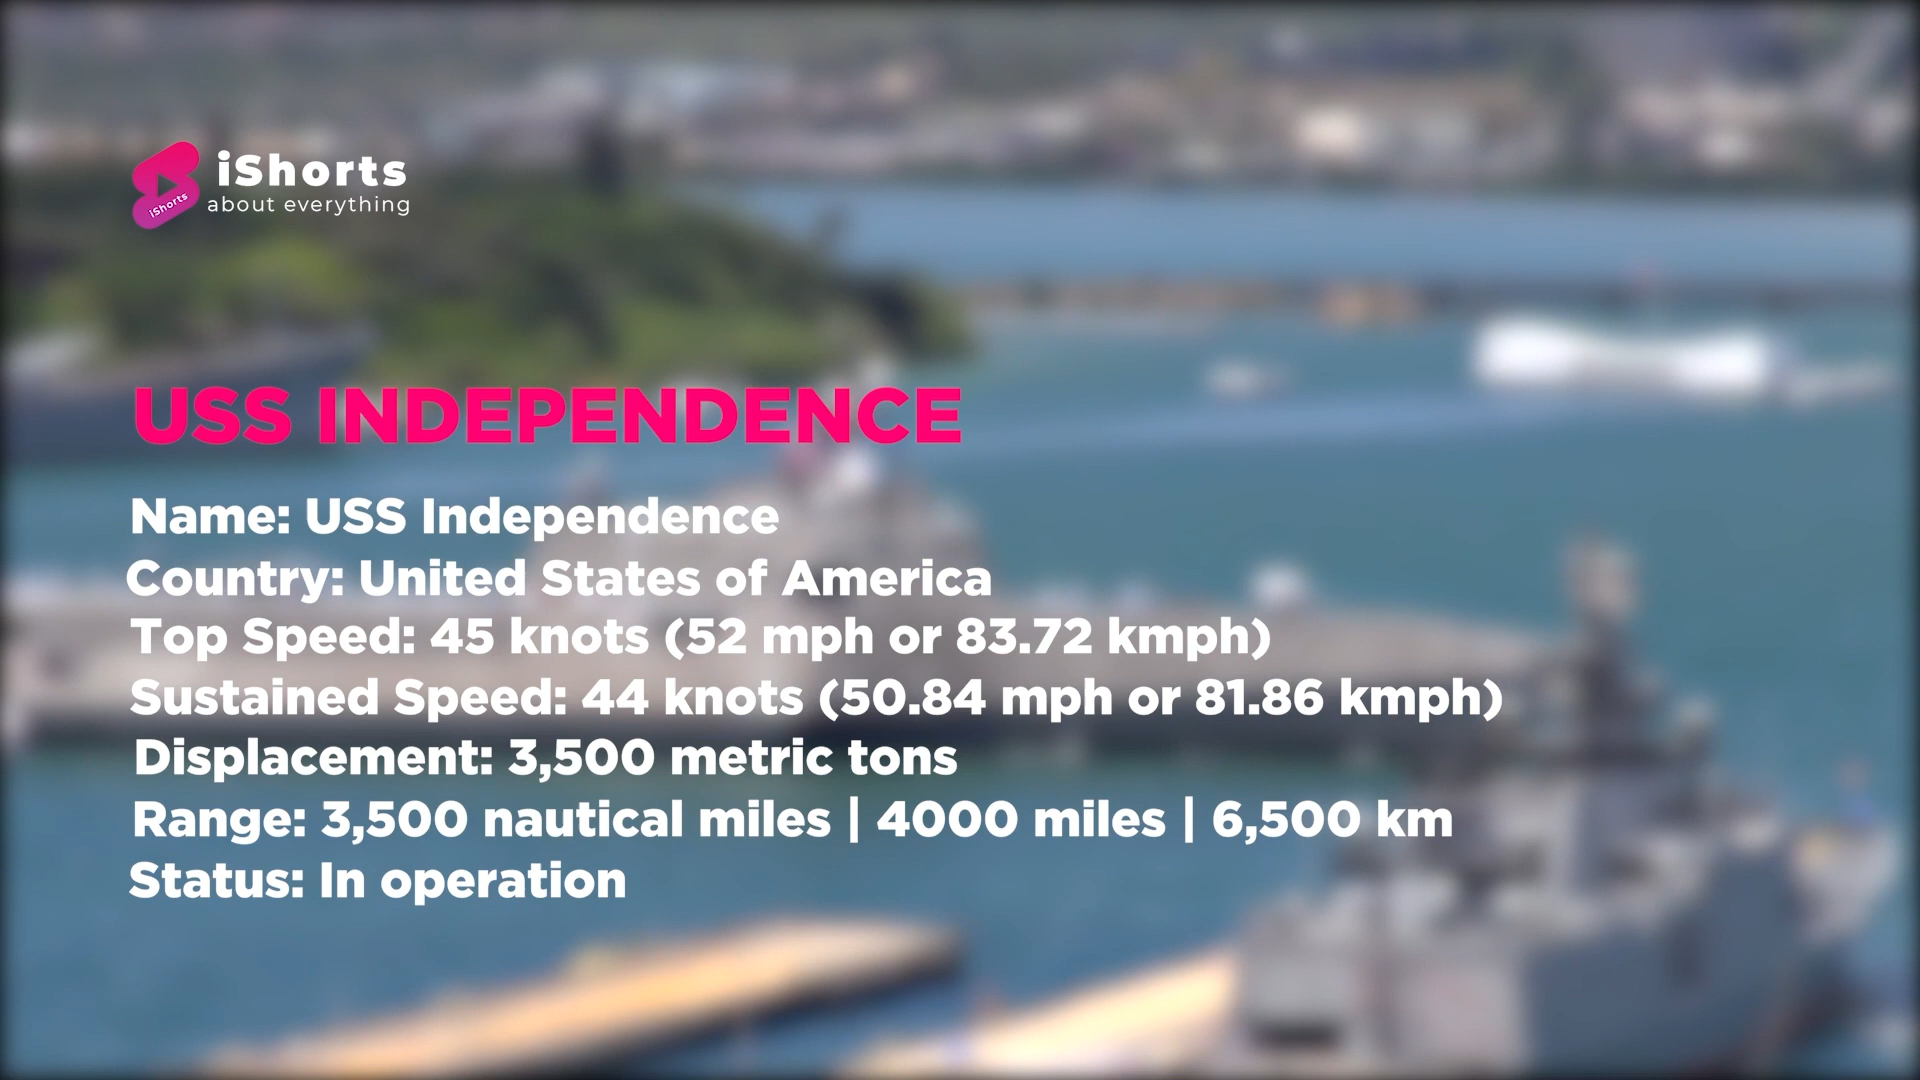 iShorts
iShorts
about everything
USS INDEPENDENCE
Name: USS Independence
Country: United States of America
Top Speed: 45 knots (52 mph or 83.72 kmph)
Sustained Speed: 44 knots (50.84 mph or 81.86 kmph)
Displacement: 3,500 metric tons
Range: 3,500 nautical miles | 4000 miles | 6,500 km
Status: In operation